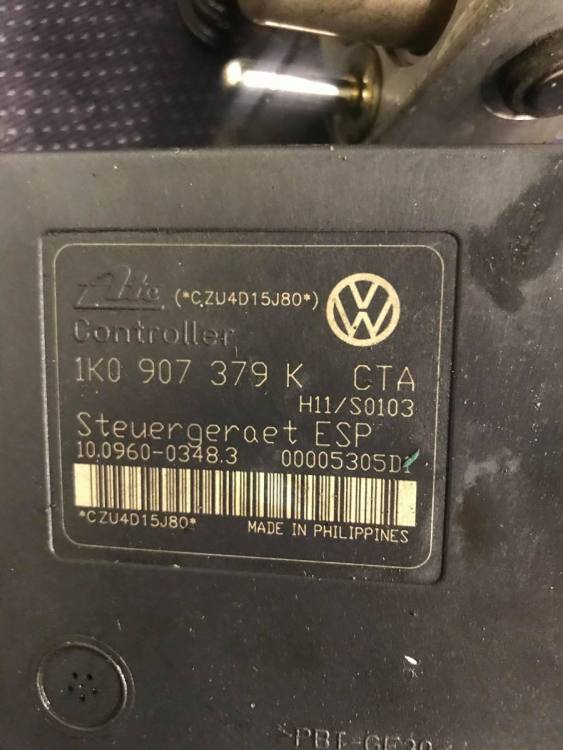 Ate (*CZU4D15J80*)
Controller
1K0 907 379 K CTA
H11/S0103
Steuergeraet ESP
10.0960-0348.3 00005305D1
*CZU4D15J80* MADE IN PHILIPPINES